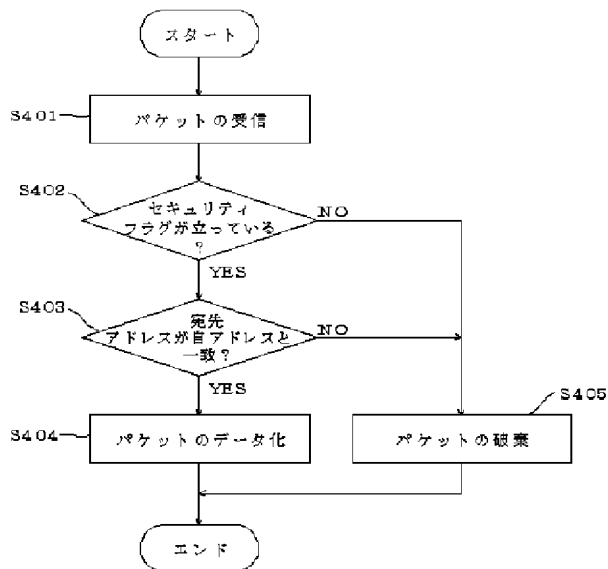 スタート
S401
パケットの受信
S402
セキュリティ
フラグが立っている
?
NO
YES
S403
宛先
アドレスが自アドレスと
一致?
NO
YES
S404
パケットのデータ化
S405
パケットの破棄
エンド